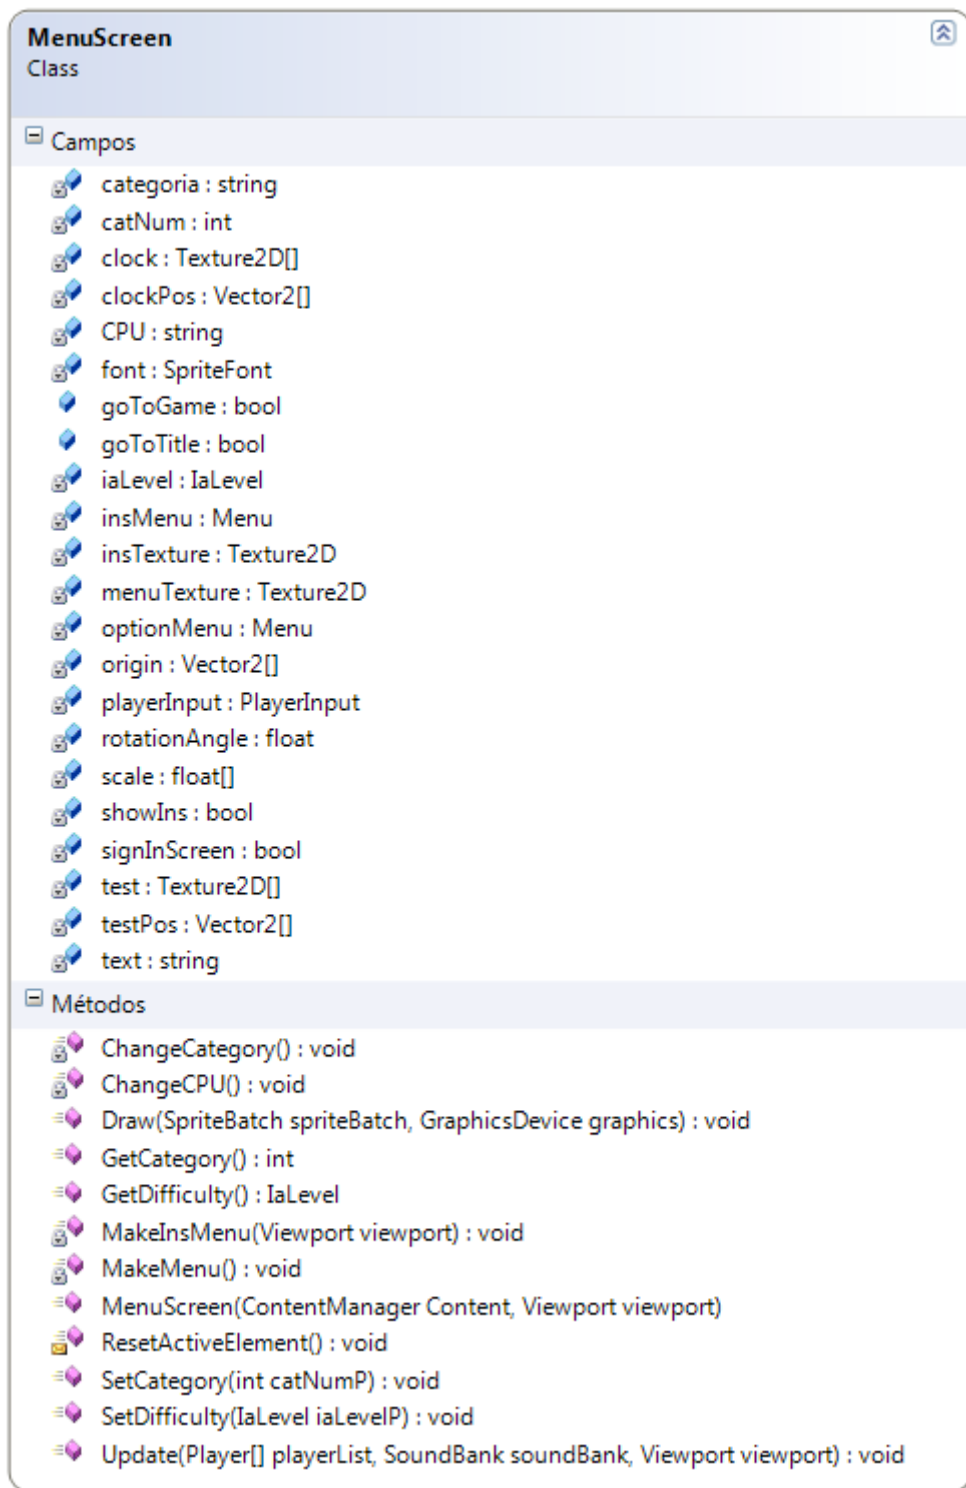 MenuScreen
Class
Campos
categoria : string
catNum : int
clock : Texture2D[]
clockPos : Vector2[]
CPU : string
font : SpriteFont
goToGame : bool
goToTitle : bool
iaLevel : IaLevel
insMenu : Menu
insTexture : Texture2D
menuTexture : Texture2D
optionMenu : Menu
origin : Vector2[]
playerInput : PlayerInput
rotationAngle : float
scale : float[]
showIns : bool
signInScreen : bool
test : Texture2D[]
testPos : Vector2[]
text : string
Métodos
ChangeCategory() : void
ChangeCPU() : void
Draw(SpriteBatch spriteBatch, GraphicsDevice graphics) : void
GetCategory() : int
GetDifficulty() : IaLevel
MakeInsMenu(Viewport viewport) : void
MakeMenu() : void
MenuScreen(ContentManager Content, Viewport viewport)
ResetActiveElement() : void
SetCategory(int catNumP) : void
SetDifficulty(IaLevel iaLevelP) : void
Update(Player[] playerList, SoundBank soundBank, Viewport viewport) : void